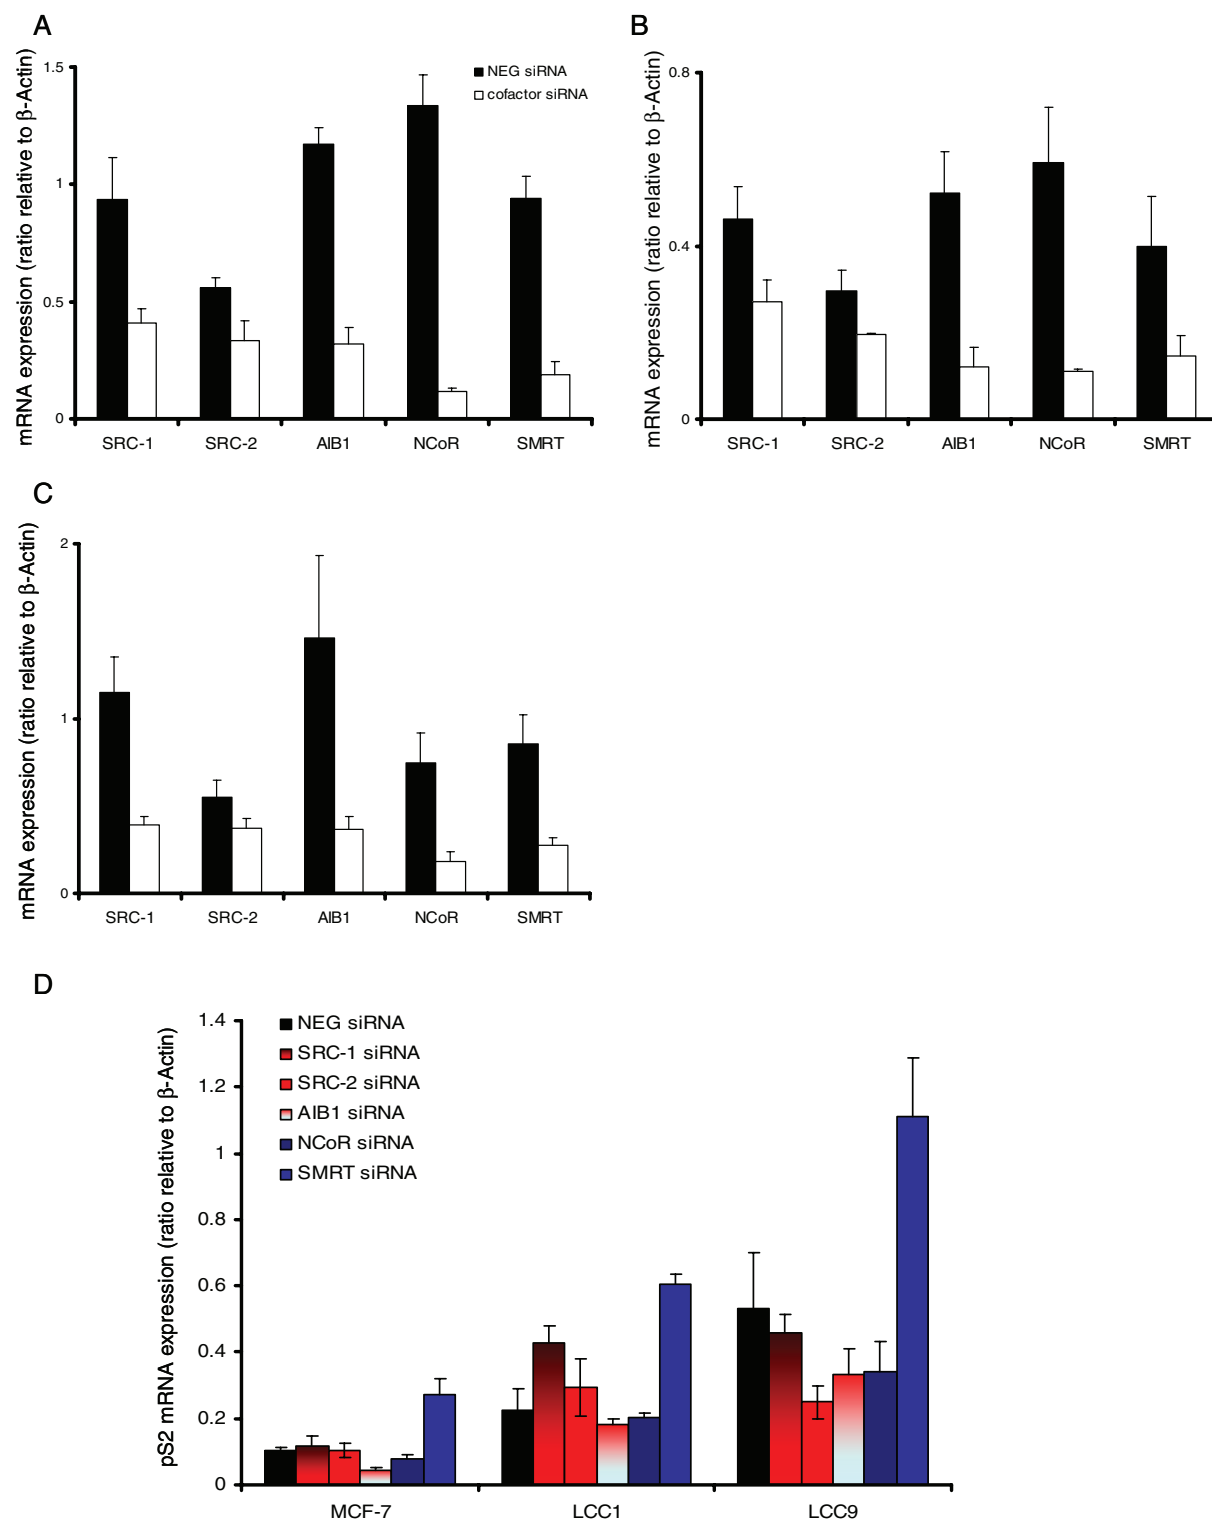 A
mRNA expression (ratio relative to β-Actin)
1.5
1
0.5
0
NEG siRNA
cofactor siRNA
SRC-1 SRC-2 AIB1 NCoR SMRT
B
mRNA expression (ratio relative to β-Actin)
0.8
0.4
0
SRC-1 SRC-2 AIB1 NCoR SMRT
C
mRNA expression (ratio relative to β-Actin)
2
1
0
SRC-1 SRC-2 AIB1 NCoR SMRT
D
pS2 mRNA expression (ratio relative to β-Actin)
1.4
1.2
1
0.8
0.6
0.4
0.2
0
NEG siRNA
SRC-1 siRNA
SRC-2 siRNA
AIB1 siRNA
NCoR siRNA
SMRT siRNA
MCF-7 LCC1 LCC9